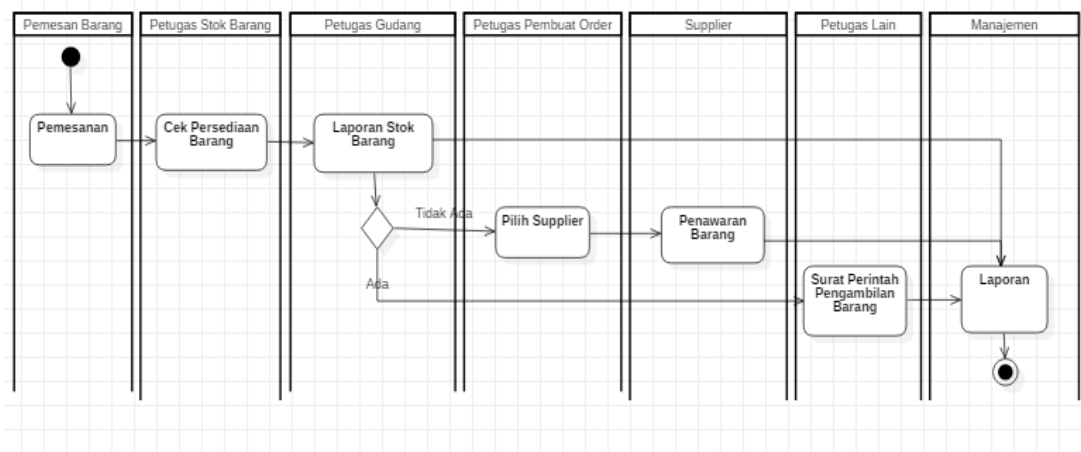 Pemesan Barang
Petugas Stok Barang
Petugas Gudang
Petugas Pembuat Order
Supplier
Petugas Lain
Manajemen
Pemesanan
Cek Persediaan
Barang
Laporan Stok
Barang
Tidak Ada
Pilih Supplier
Penawaran
Barang
Ada
Surat Perintah
Pengambilan
Barang
Laporan